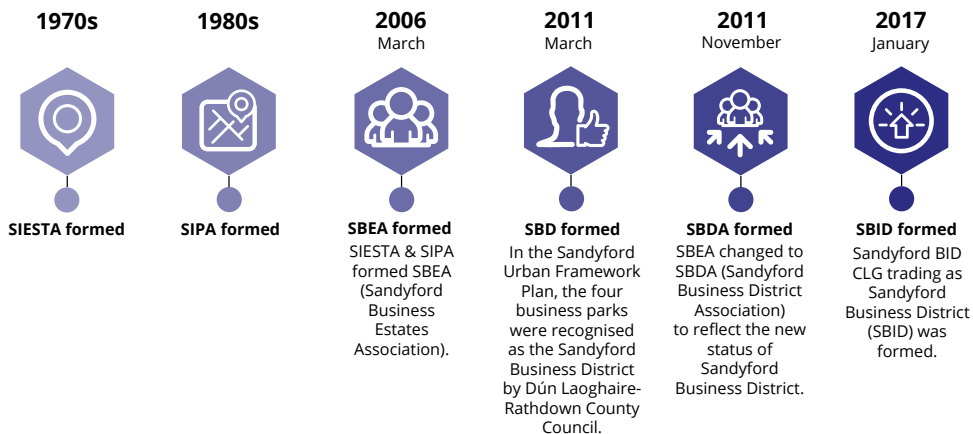 1970s
SIESTA formed
1980s
SIPA formed
2006
March
SBEA formed
SIESTA & SIPA
formed SBEA
(Sandyford
Business
Estates
Association).
2011
March
SBD formed
In the Sandyford
Urban Framework
Plan, the four
business parks
were recognised
as the Sandyford
Business District
by Dún Laoghaire-
Rathdown County
Council.
2011
November
SBDA formed
SBEA changed to
SBDA (Sandyford
Business District
Association)
to reflect the new
status of
Sandyford
Business District.
2017
January
SBID formed
Sandyford BID
CLG trading as
Sandyford
Business District
(SBID) was
formed.